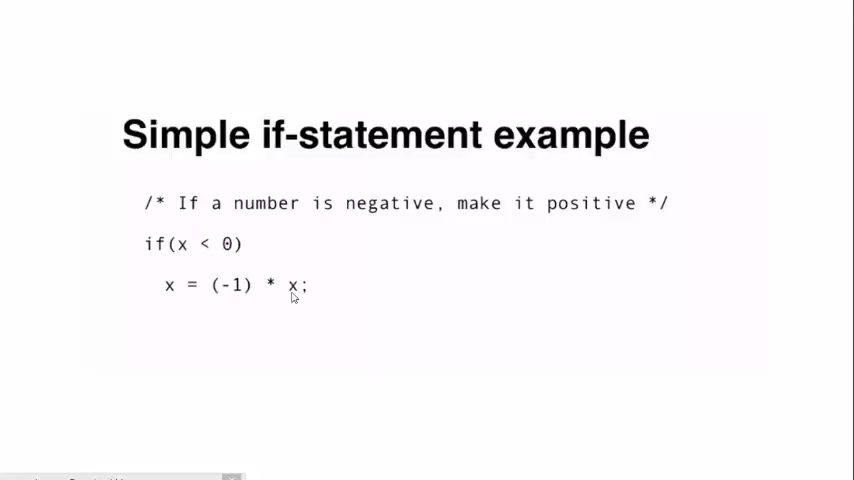 Simple if-statement example
/* If a number is negative, make it positive */
if(x < 0)
x = (-1) * x;